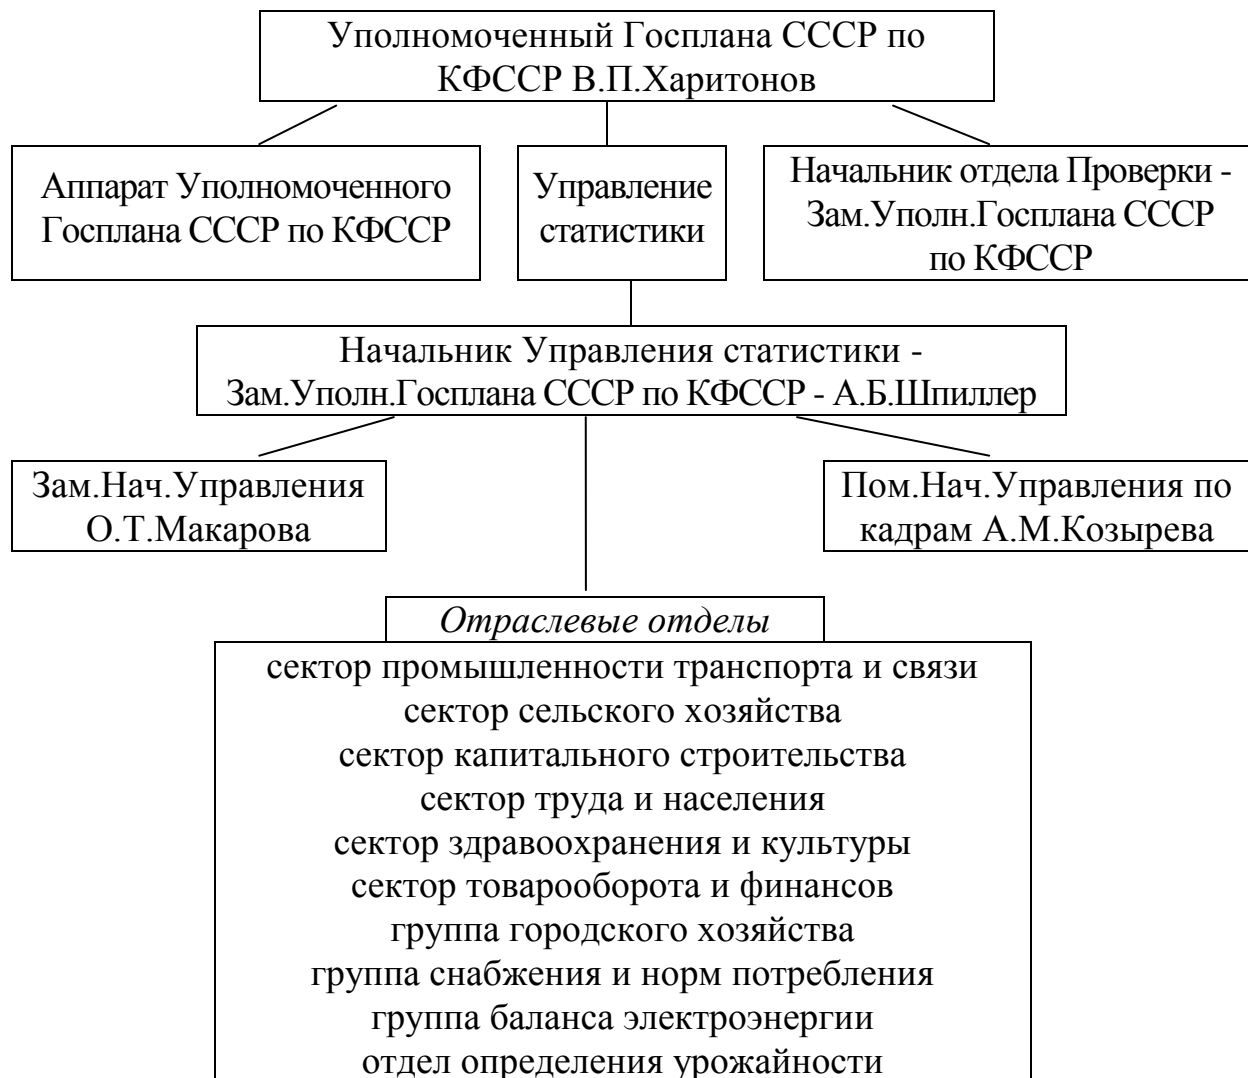 Уполномоченный Госплана СССР по
КФССР В.П.Харитонов
Аппарат Уполномоченного
Госплана СССР по КФССР
Управление
статистики
Начальник отдела Проверки -
Зам.Уполн.Госплана СССР
по КФССР
Начальник Управления статистики -
Зам.Уполн.Госплана СССР по КФССР - А.Б.Шпиллер
Зам.Нач.Управления
О.Т.Макарова
Пом.Нач.Управления по
кадрам А.М.Козырева
Отраслевые отделы
сектор промышленности транспорта и связи
сектор сельского хозяйства
сектор капитального строительства
сектор труда и населения
сектор здравоохранения и культуры
сектор товарооборота и финансов
группа городского хозяйства
группа снабжения и норм потребления
группа баланса электроэнергии
отдел определения урожайности